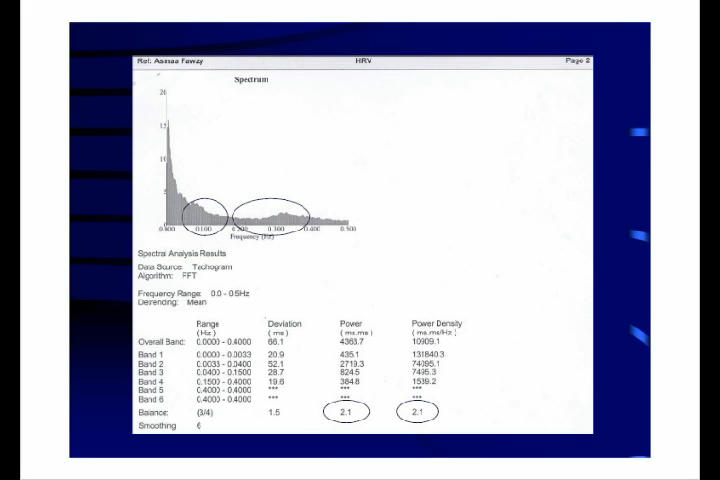 Ref: Asmaa Fawzy HRV Page 2
Spectrum
20
15
10
5
0.000 0.100 0.200 0.300 0.400 0.500
Frequency (Hz)
Spectral Analysis Results
Data Source: Tachogram
Algorithm: FFT
Frequency Range: 0.0 - 0.5Hz
Detrending: Mean
Range Deviation Power Power Density
(Hz) (ms) (ms.ms) (ms.ms/Hz)
Overall Band: 0.0000 - 0.4000 66.1 4363.7 10909.1
Band 1 0.0000 - 0.0033 20.9 435.1 131840.3
Band 2 0.0033 - 0.0400 52.1 2719.3 74095.1
Band 3 0.0400 - 0.1500 28.7 824.5 7495.3
Band 4 0.1500 - 0.4000 19.6 384.8 1539.2
Band 5 0.4000 - 0.4000 *** *** ***
Band 6 0.4000 - 0.4000 *** *** ***
Balance: (3/4) 1.5 2.1 2.1
Smoothing 6